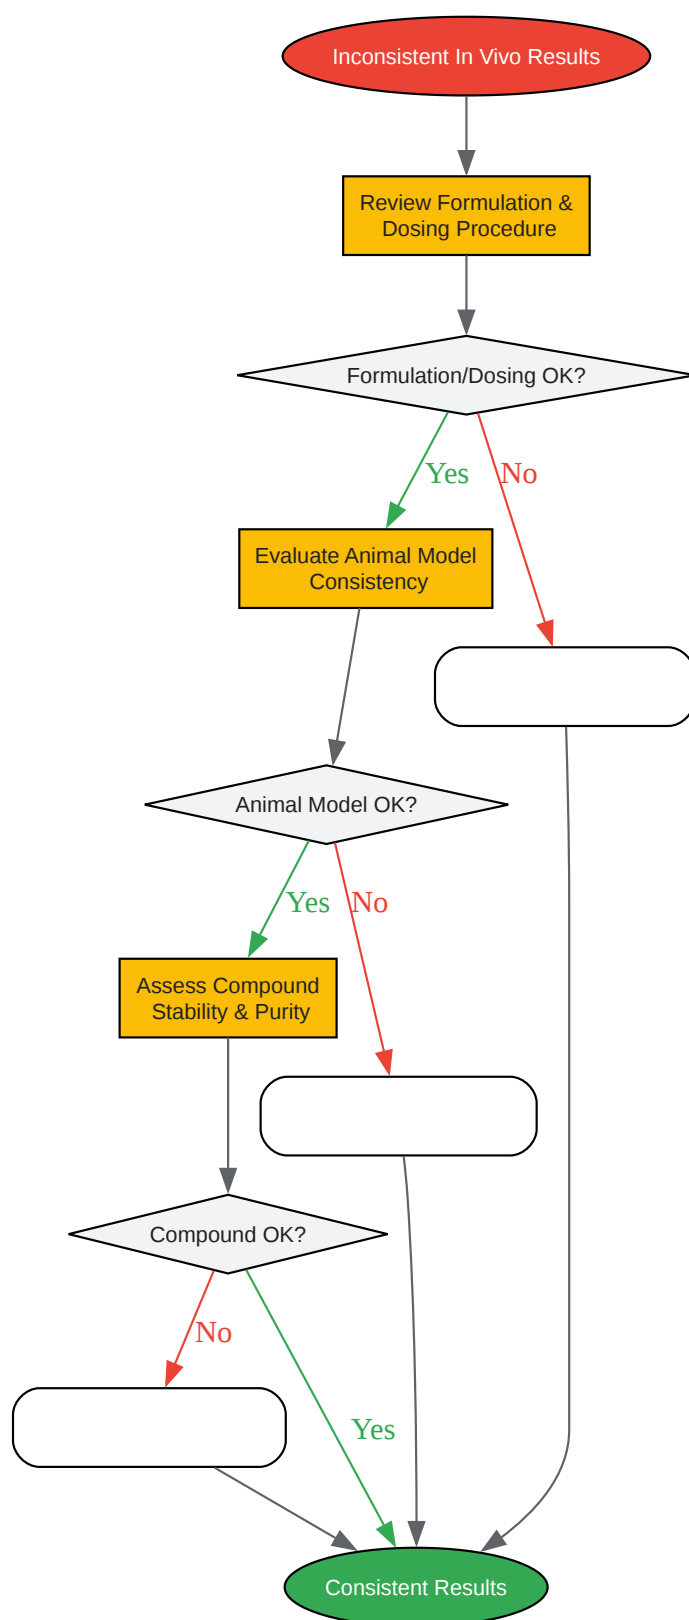 Inconsistent In Vivo Results
Review Formulation &
Dosing Procedure
Formulation/Dosing OK?
Yes
No
Evaluate Animal Model
Consistency
Animal Model OK?
Yes
No
Assess Compound
Stability & Purity
Compound OK?
No
Yes
Consistent Results